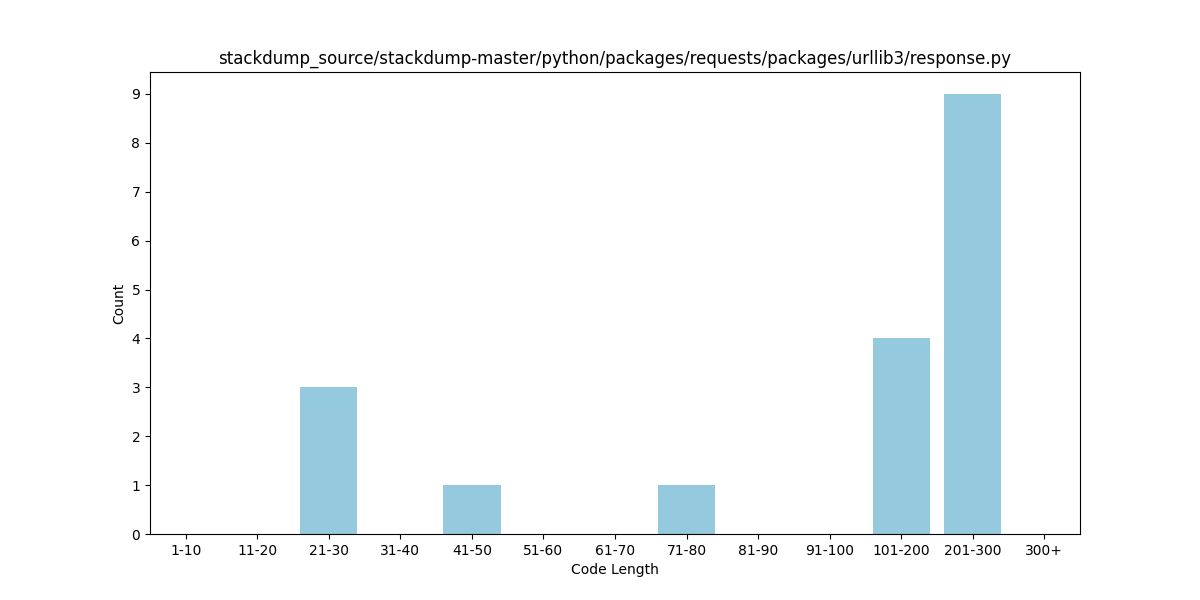 stackdump_source/stackdump-master/python/packages/requests/packages/urllib3/response.py
9
8
7
6
5
4
3
2
1
0
Count
1-10 11-20 21-30 31-40 41-50 51-60 61-70 71-80 81-90 91-100 101-200 201-300 300+
Code Length